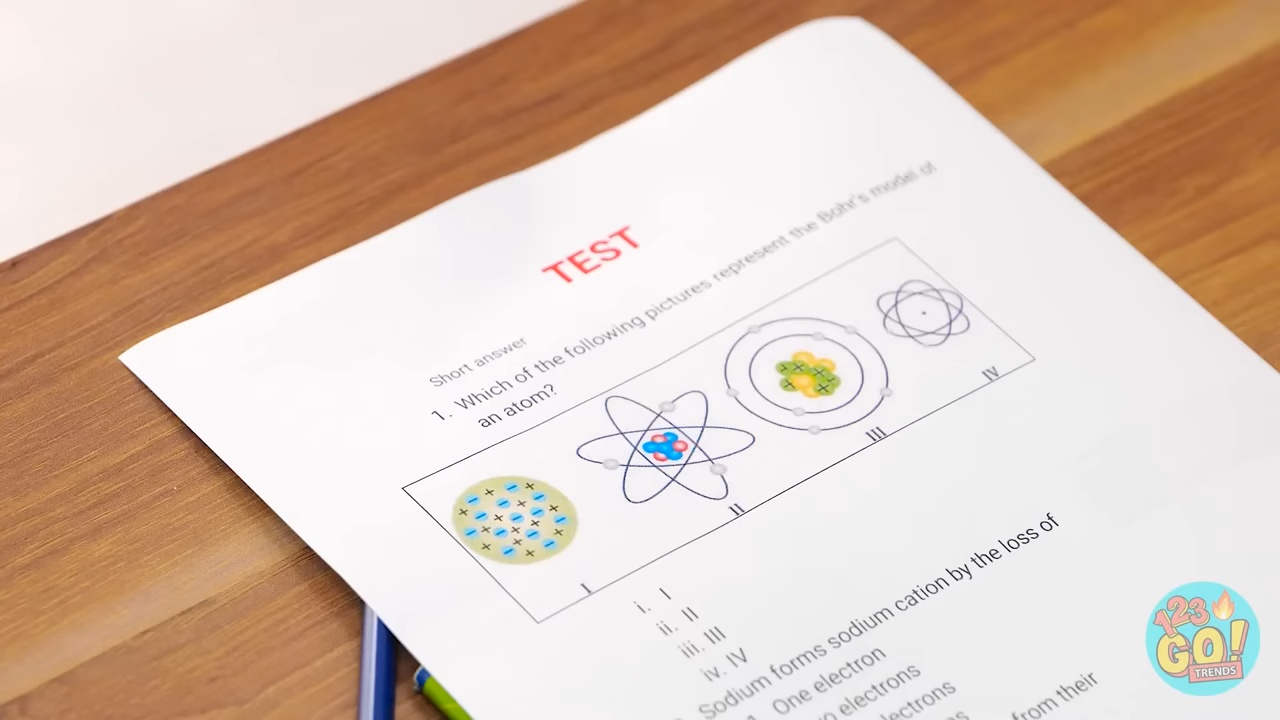 TEST
Short answer
1. Which of the following pictures represent the Bohr's model of
an atom?
I
II
III
IV
i. I
ii. II
iii. III
iv. IV
Sodium forms sodium cation by the loss of
One electron
electrons
electrons
from their
123
GO!
TRENDS